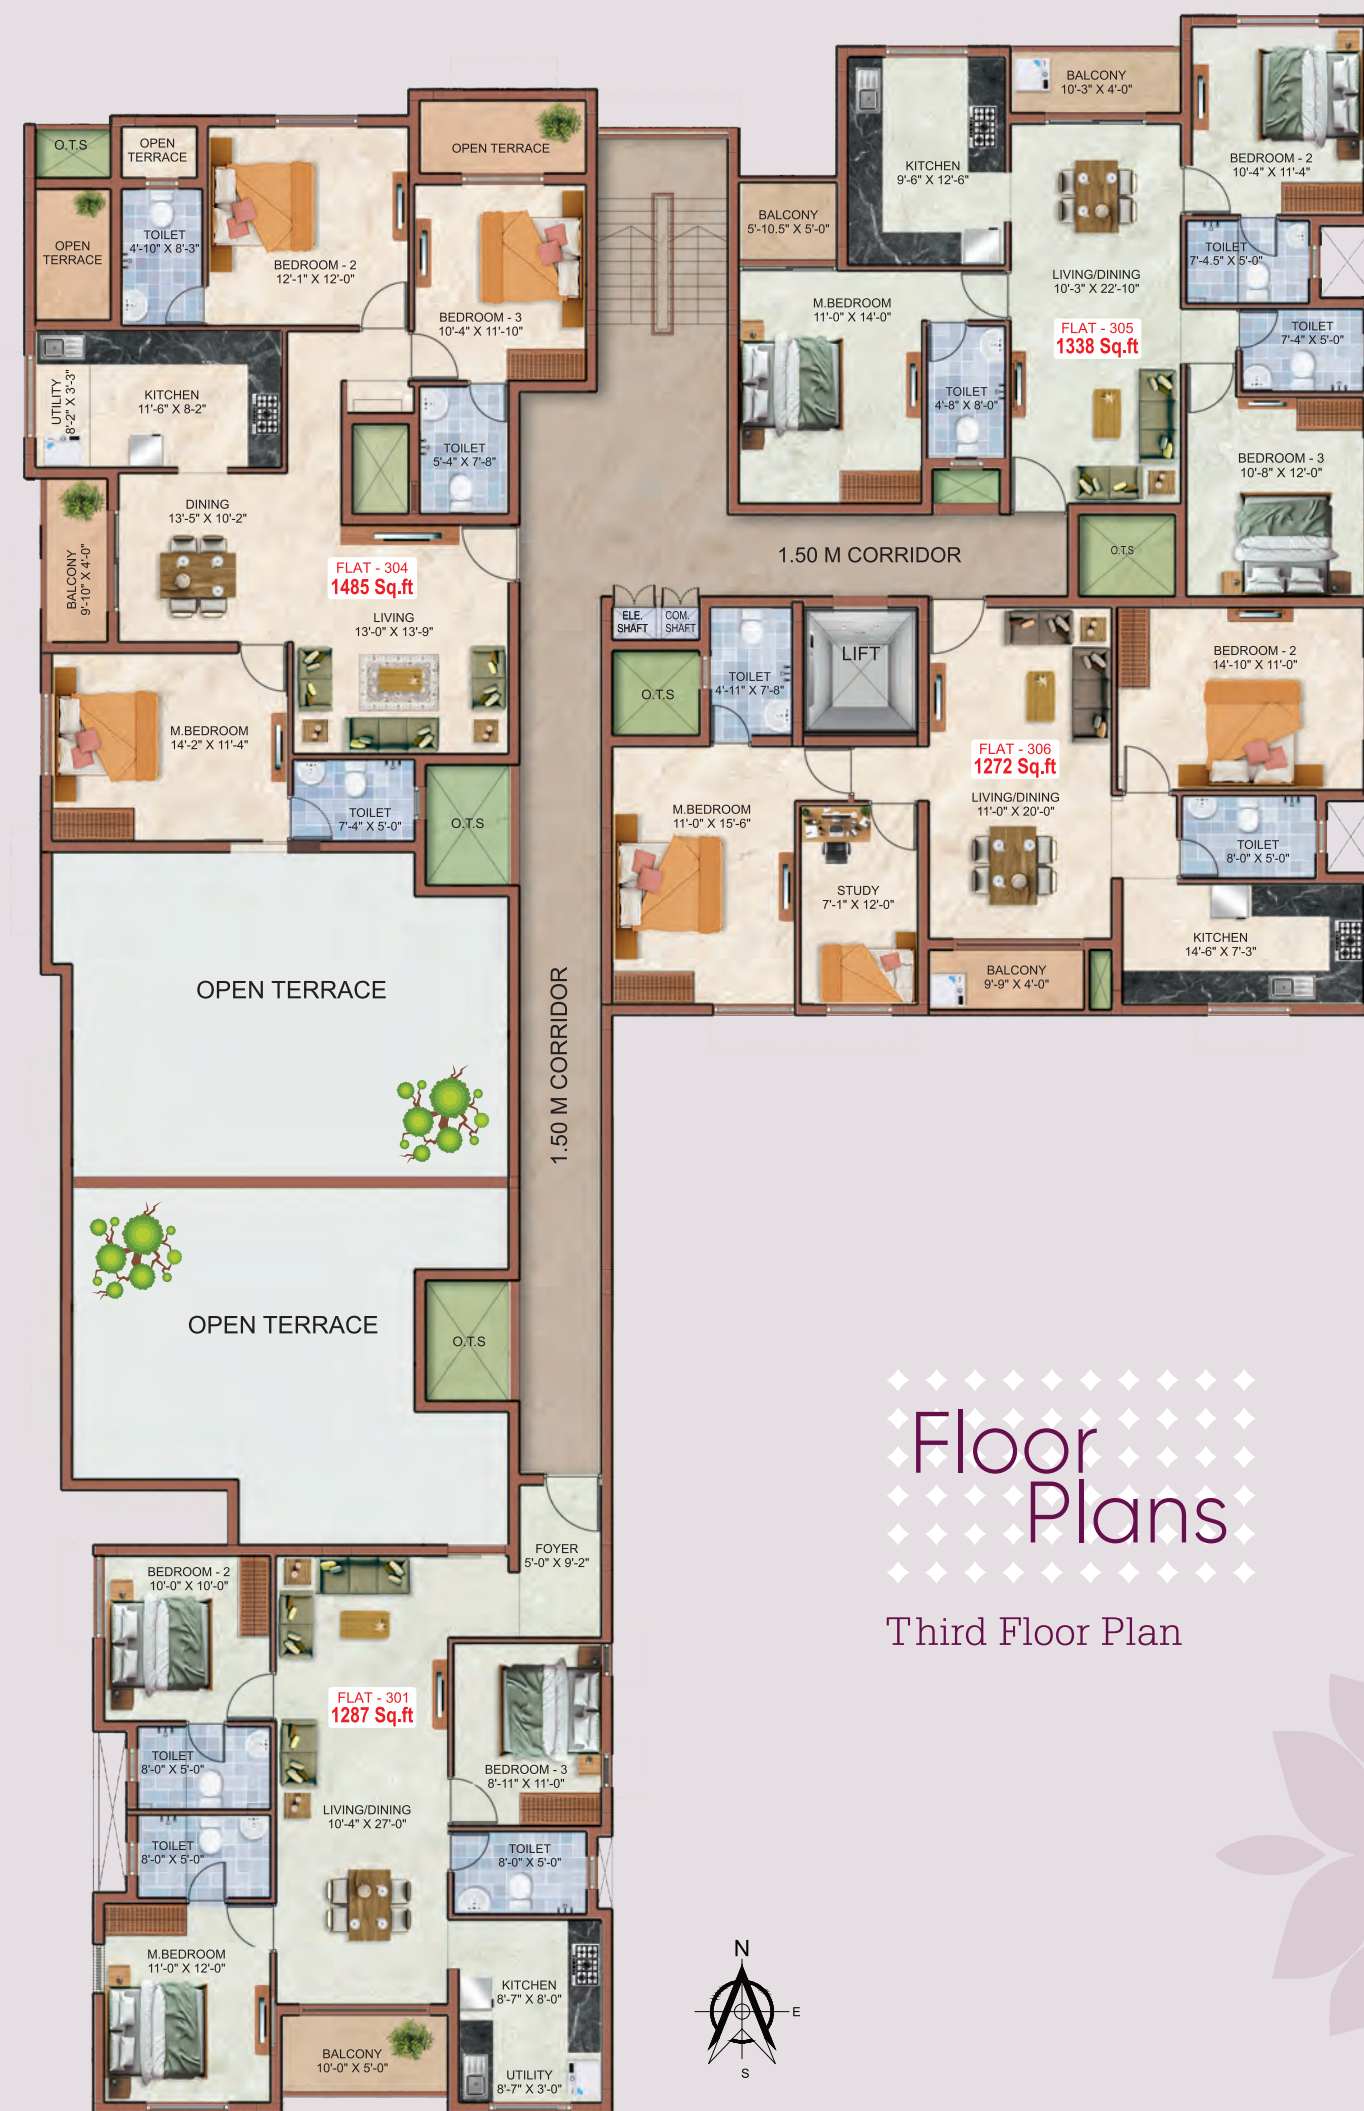 O.T.S
OPEN
TERRACE
OPEN
TERRACE
TOILET
4'-10" X 8'-3"
BEDROOM - 2
12'-1" X 12'-0"
OPEN TERRACE
BEDROOM - 3
10'-4" X 11'-10"
UTILITY
8'-2" X 3'-3"
KITCHEN
11'-6" X 8-2"
TOILET
5'-4" X 7'-8"
DINING
13'-5" X 10'-2"
BALCONY
9'-10" X 4'-0"
FLAT - 304
1485 Sq.ft
LIVING
13'-0" X 13'-9"
M.BEDROOM
14'-2" X 11'-4"
TOILET
7'-4" X 5'-0"
O.T.S
BALCONY
10'-3" X 4'-0"
KITCHEN
9'-6" X 12'-6"
BEDROOM - 2
10'-4" X 11'-4"
BALCONY
5'-10.5" X 5'-0"
TOILET
7'-4.5" X 5'-0"
LIVING/DINING
10'-3" X 22'-10"
M.BEDROOM
11'-0" X 14'-0"
FLAT - 305
1338 Sq.ft
TOILET
7'-4" X 5'-0"
TOILET
4'-8" X 8'-0"
BEDROOM - 3
10'-8" X 12'-0"
1.50 M CORRIDOR
O.T.S
ELE.
SHAFT
COM.
SHAFT
O.T.S
TOILET
4'-11" X 7'-8"
LIFT
BEDROOM - 2
14'-10" X 11'-0"
FLAT - 306
1272 Sq.ft
LIVING/DINING
11'-0" X 20'-0"
M.BEDROOM
11'-0" X 15'-6"
TOILET
8'-0" X 5'-0"
STUDY
7'-1" X 12'-0"
KITCHEN
14'-6" X 7'-3"
BALCONY
9'-9" X 4'-0"
OPEN TERRACE
1.50 M CORRIDOR
OPEN TERRACE
O.T.S
Floor
Plans
Third Floor Plan
FOYER
5'-0" X 9'-2"
BEDROOM - 2
10'-0" X 10'-0"
FLAT - 301
1287 Sq.ft
TOILET
8'-0" X 5'-0"
BEDROOM - 3
8'-11" X 11'-0"
LIVING/DINING
10'-4" X 27'-0"
TOILET
8'-0" X 5'-0"
TOILET
8'-0" X 5'-0"
M.BEDROOM
11'-0" X 12'-0"
KITCHEN
8'-7" X 8'-0"
BALCONY
10'-0" X 5'-0"
UTILITY
8'-7" X 3'-0"
N
E
S